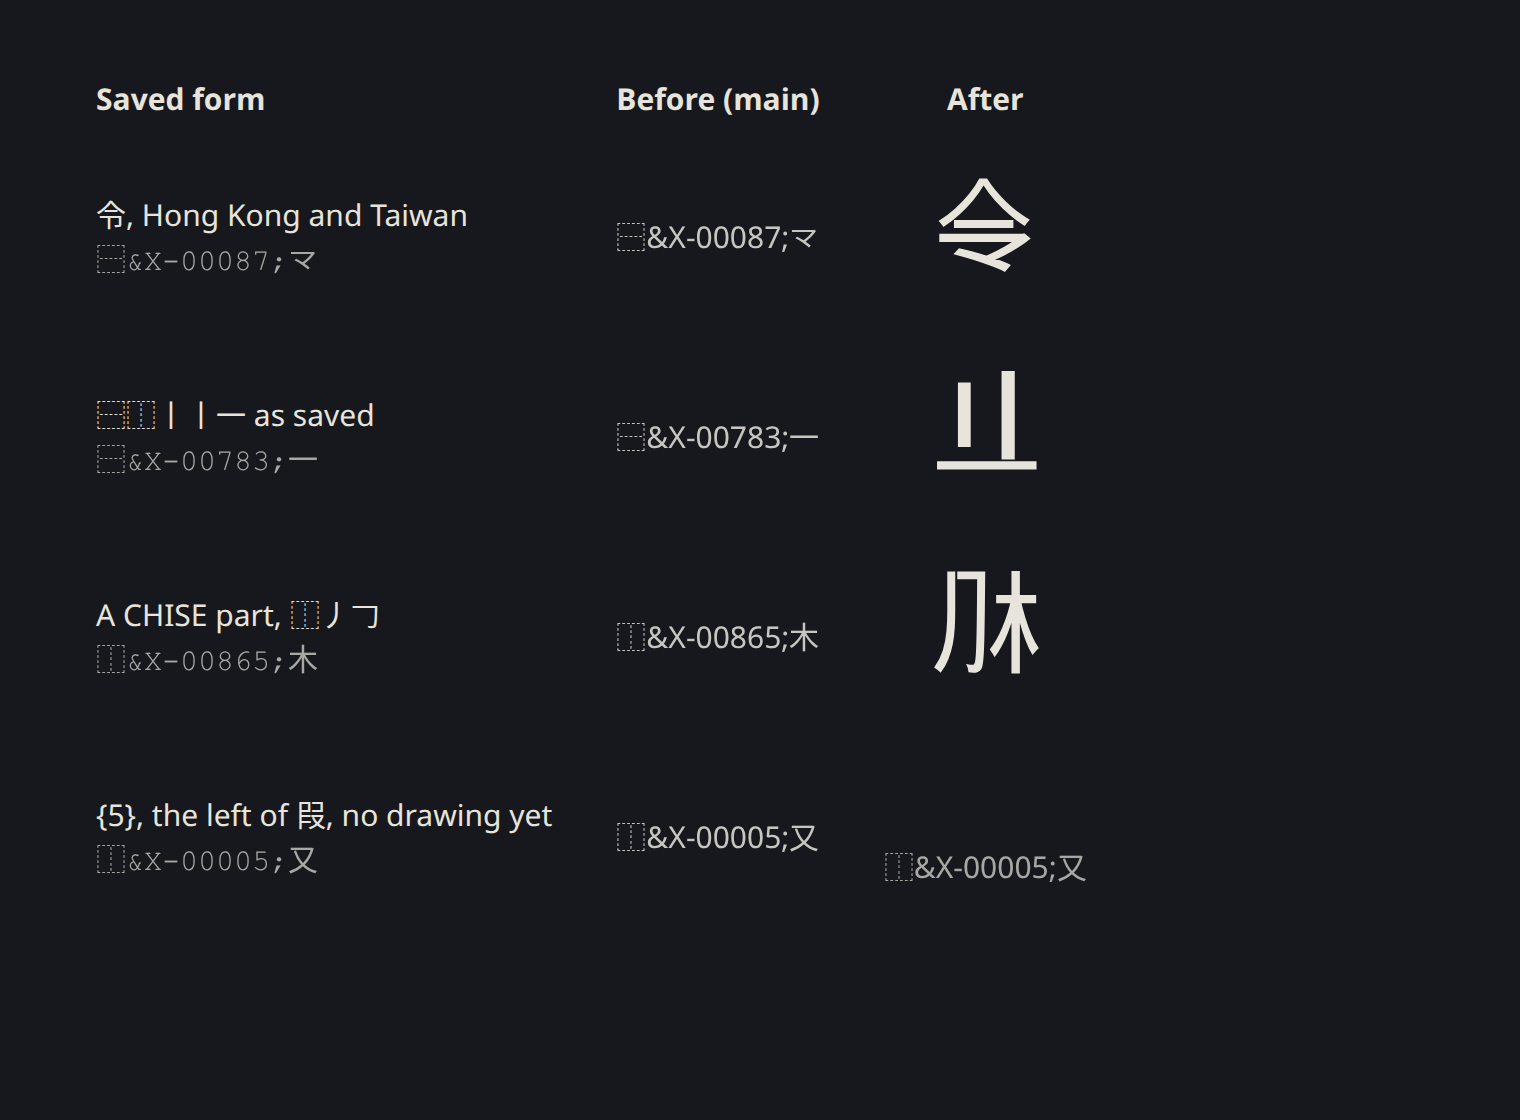 Saved form Before (main) After
令, Hong Kong and Taiwan
⿱&X-00087;マ
⿱&X-00087;マ
⿱⿰丨丨一 as saved
⿱&X-00783;一
⿱&X-00783;一
A CHISE part, ⿰丿𠃌
⿰&X-00865;木
⿰&X-00865;木
{5}, the left of 叚, no drawing yet
⿰&X-00005;又
⿰&X-00005;又
⿰&X-00005;又